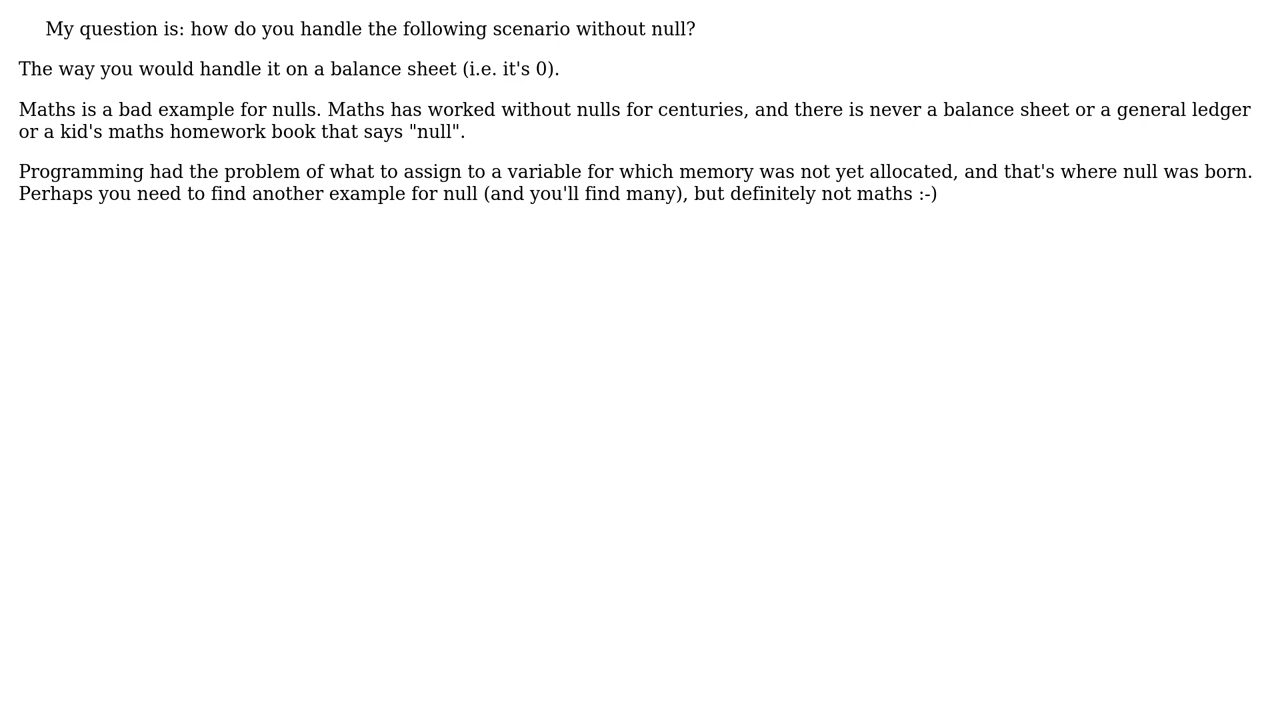 My question is: how do you handle the following scenario without null?
The way you would handle it on a balance sheet (i.e. it's 0).
Maths is a bad example for nulls. Maths has worked without nulls for centuries, and there is never a balance sheet or a general ledger
or a kid's maths homework book that says "null".
Programming had the problem of what to assign to a variable for which memory was not yet allocated, and that's where null was born.
Perhaps you need to find another example for null (and you'll find many), but definitely not maths :-)